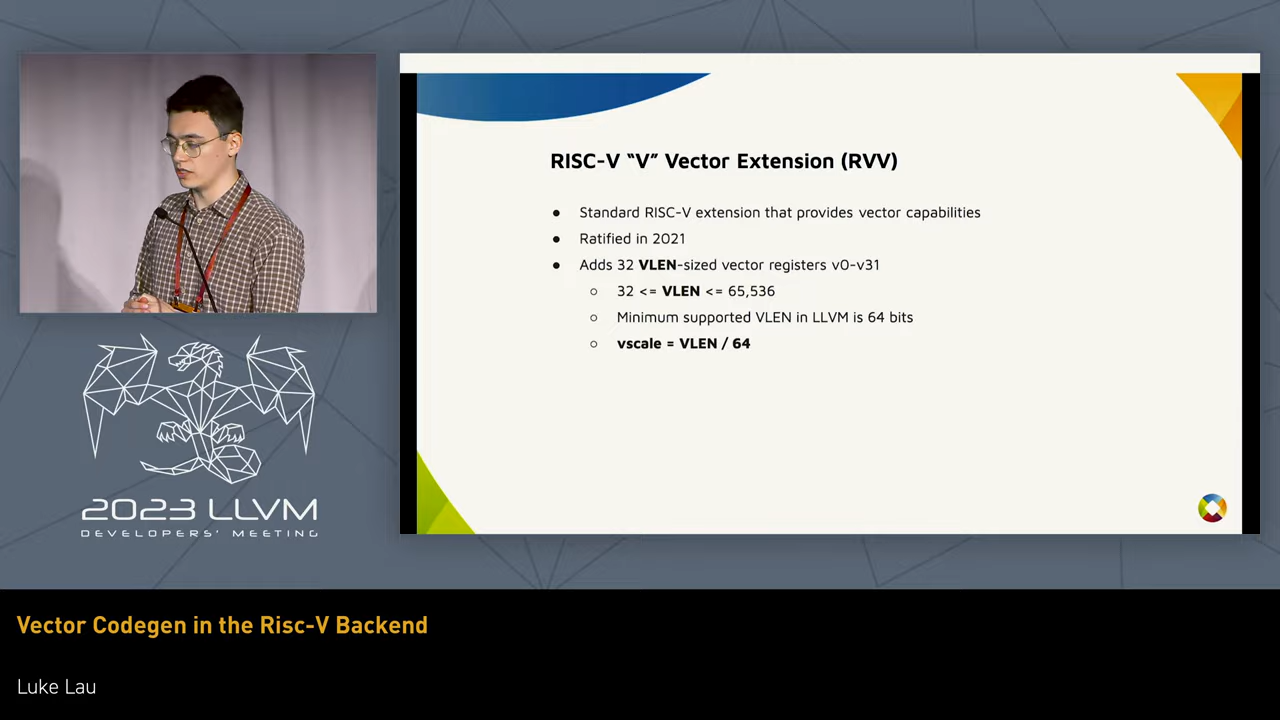 RISC-V “V” Vector Extension (RVV)
● Standard RISC-V extension that provides vector capabilities
● Ratified in 2021
● Adds 32 VLEN-sized vector registers v0-v31
○ 32 <= VLEN <= 65,536
○ Minimum supported VLEN in LLVM is 64 bits
○ vscale = VLEN / 64
2023 LLVM
DEVELOPERS' MEETING
Vector Codegen in the Risc-V Backend
Luke Lau